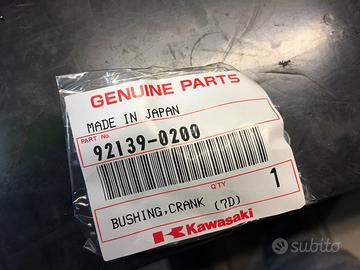 GENUINE PARTS
MADE IN JAPAN
PART No.
92139-0200
QTY
1
BUSHING,CRANK (7D)
Kawasaki
subito